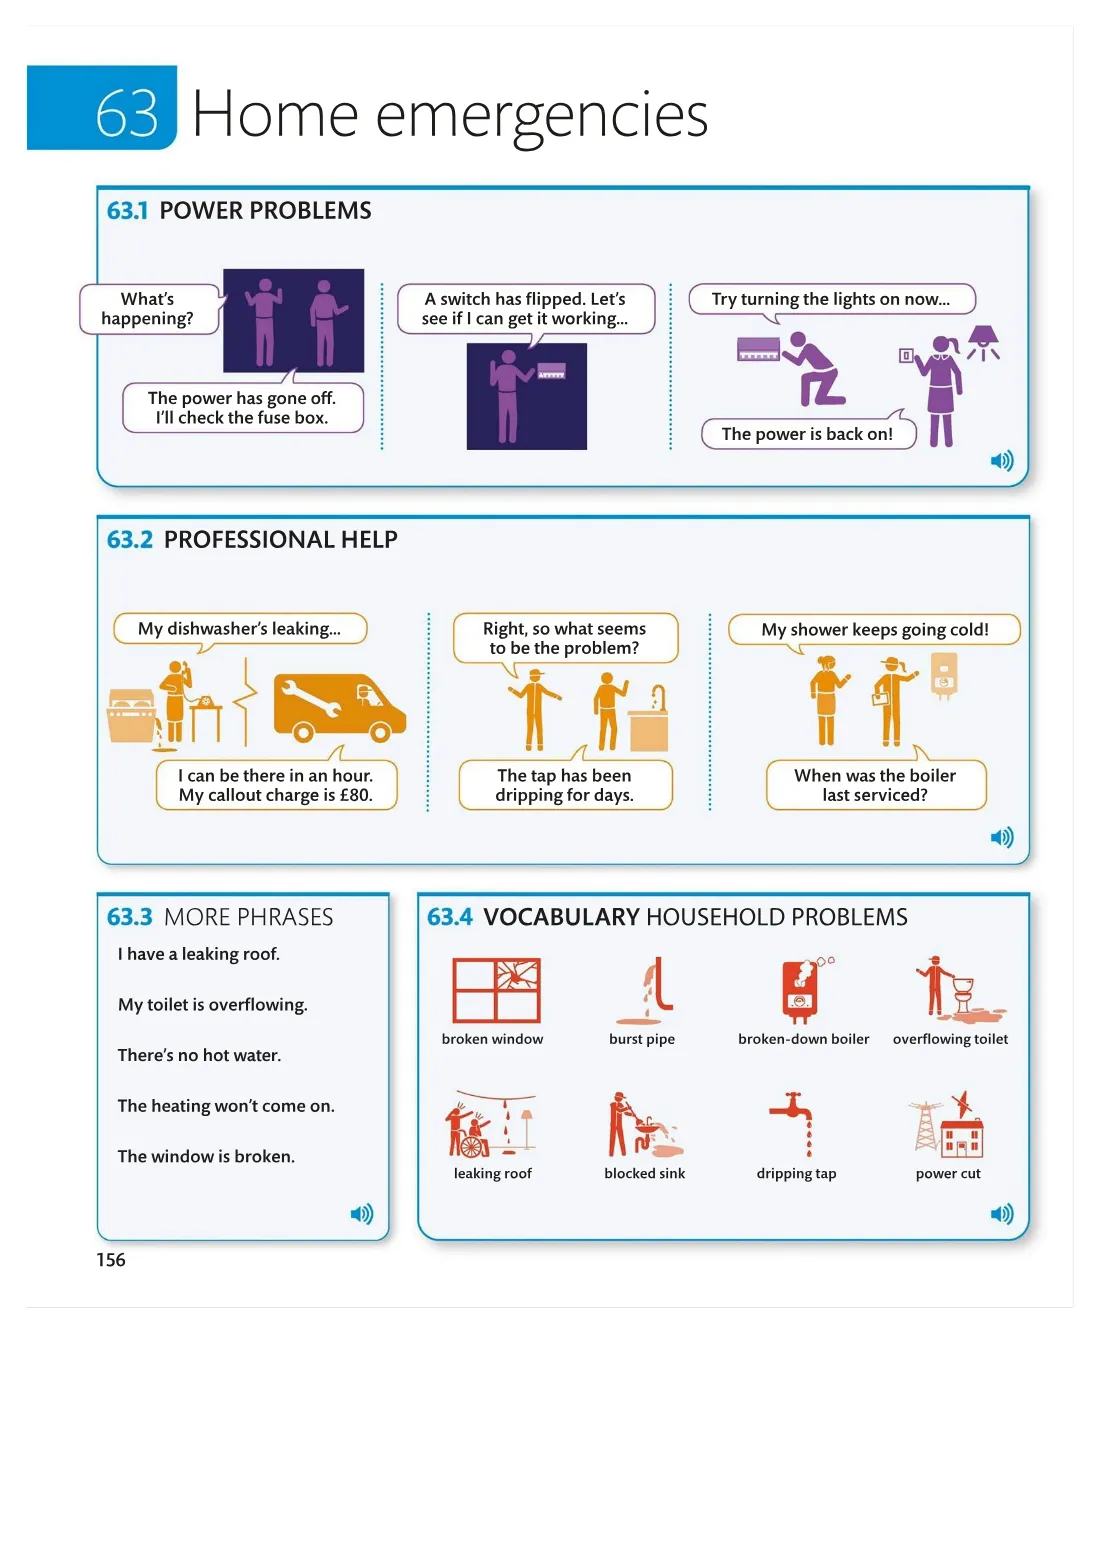 63 Home emergencies
63.1 POWER PROBLEMS
What's
happening?
The power has gone off.
I'll check the fuse box.
A switch has flipped. Let's
see if I can get it working...
Try turning the lights on now...
The power is back on!
63.2 PROFESSIONAL HELP
My dishwasher's leaking...
I can be there in an hour.
My callout charge is £80.
Right, so what seems
to be the problem?
The tap has been
dripping for days.
My shower keeps going cold!
When was the boiler
last serviced?
63.3 MORE PHRASES
I have a leaking roof.
My toilet is overflowing.
There's no hot water.
The heating won't come on.
The window is broken.
63.4 VOCABULARY HOUSEHOLD PROBLEMS
broken window
burst pipe
broken-down boiler
overflowing toilet
leaking roof
blocked sink
dripping tap
power cut
156